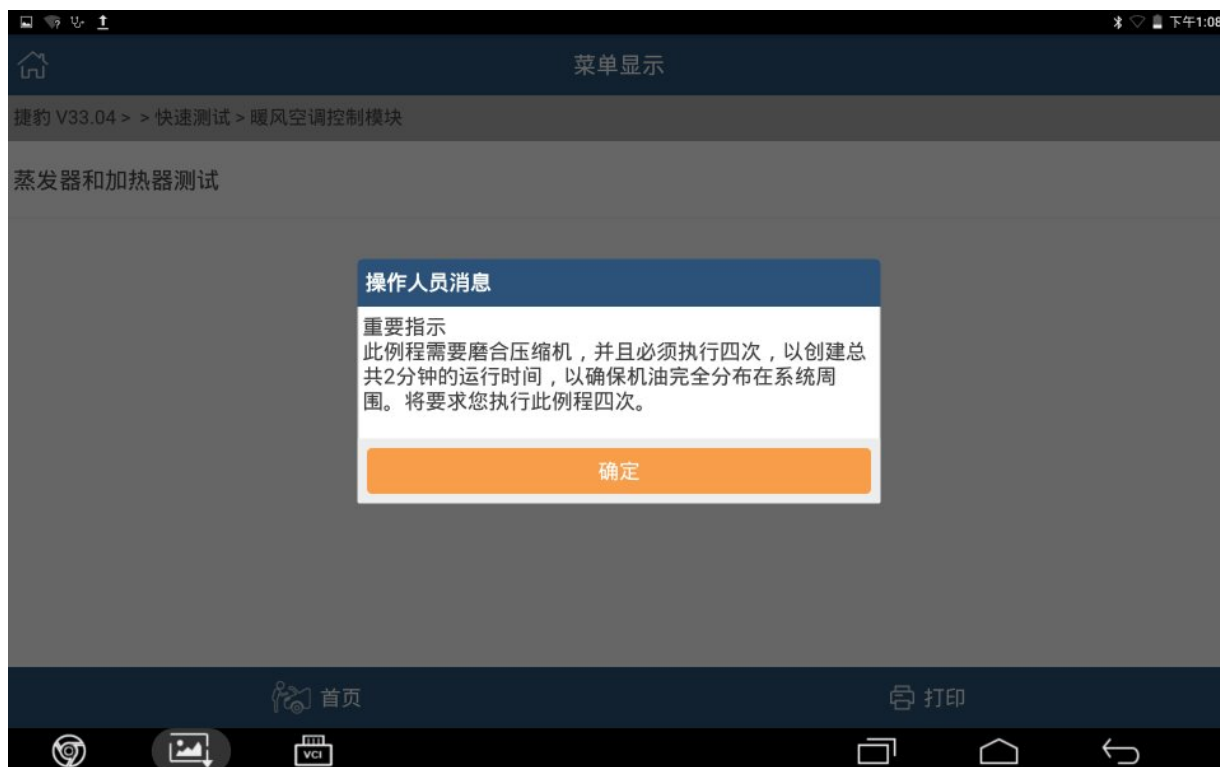 下午1:08
菜单显示
捷豹 V33.04 > > 快速测试 > 暖风空调控制模块
蒸发器和加热器测试
操作人员消息
重要指示
此例程需要磨合压缩机，并且必须执行四次，以创建总
共2分钟的运行时间，以确保机油完全分布在系统周
围。将要求您执行此例程四次。
确定
首页
打印
VCI